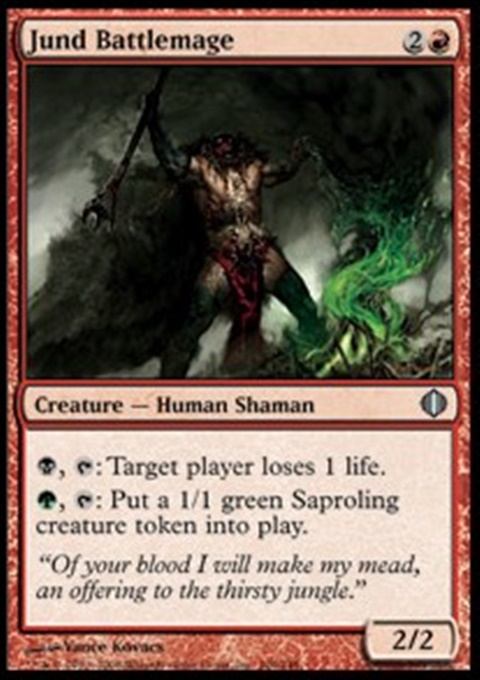 Jund Battlemage 2
Creature — Human Shaman
, : Target player loses 1 life.
, : Put a 1/1 green Saproling
creature token into play.
“Of your blood I will make my mead,
an offering to the thirsty jungle.”
2/2
Vance Kovacs